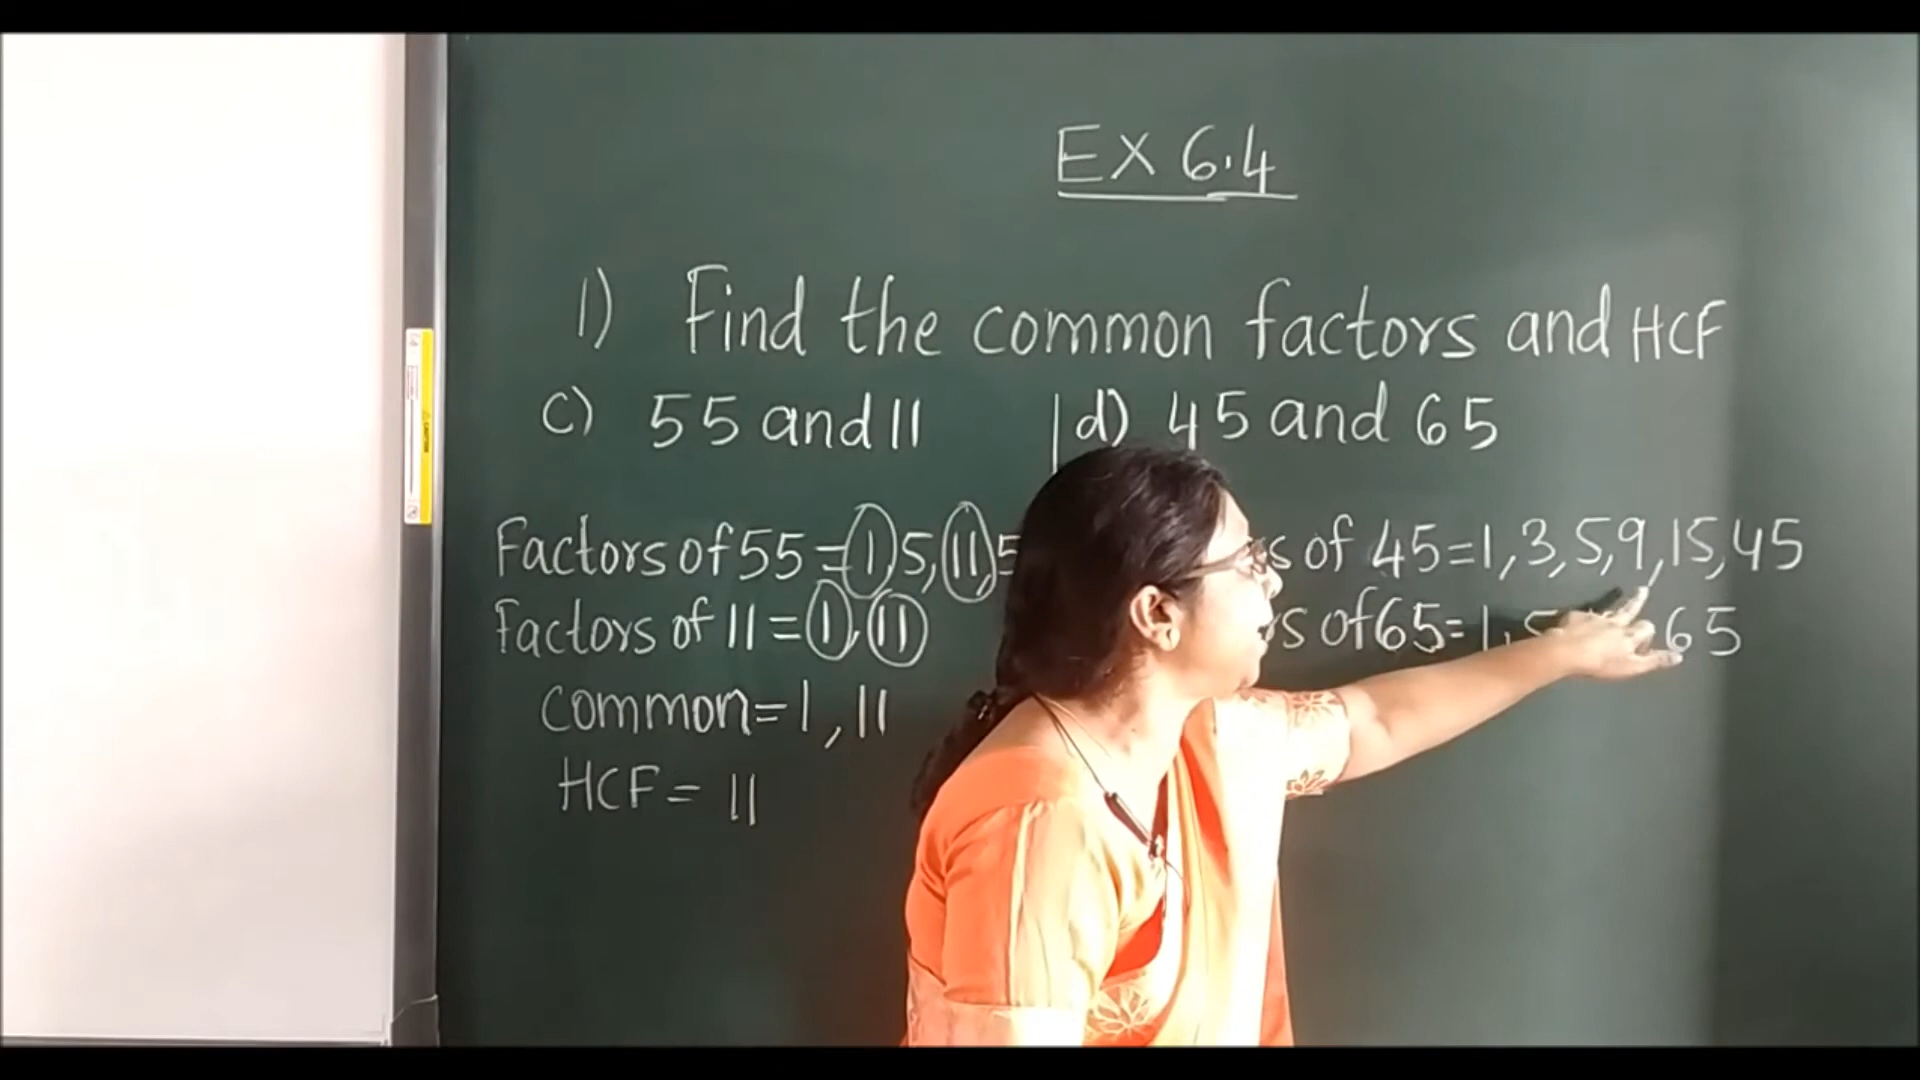 EX 6.4
1) Find the common factors and HCF
c) 55 and 11
Factors of 55 = 1, 5, 11, 5
Factors of 11 = 1, 11
common = 1, 11
HCF = 11
d) 45 and 65
s of 45 = 1, 3, 5, 9, 15, 45
rs of 65 = 1, 5 , 65